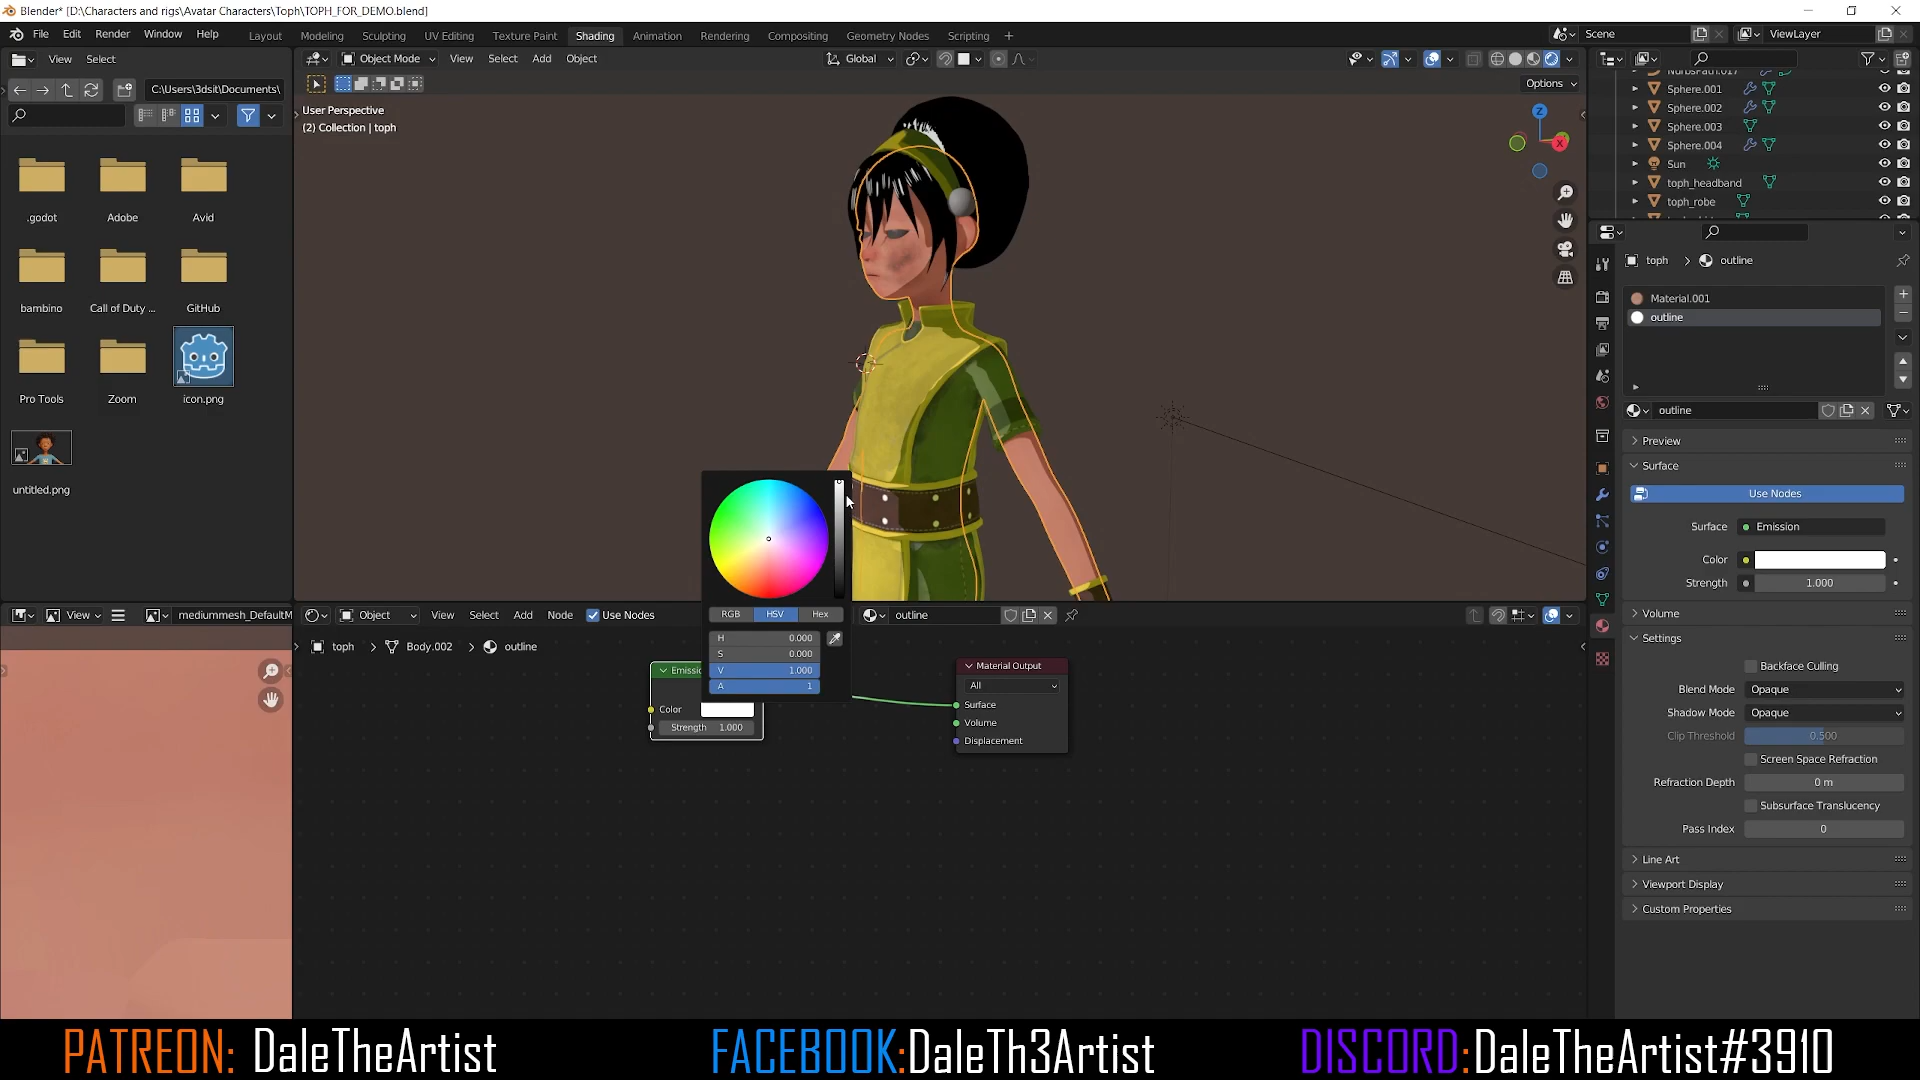 Blender* [D:\Characters and rigs\Avatar Characters\Toph\TOPH_FOR_DEMO.blend]
File Edit Render Window Help Layout Modeling Sculpting UV Editing Texture Paint Shading Animation Rendering Compositing Geometry Nodes Scripting + Scene ViewLayer
View Select Object Mode View Select Add Object Global
C:\Users\3dsit\Documents\ Options
User Perspective
(2) Collection | toph
Z
X
.godot Adobe Avid
bambino Call of Duty ... GitHub
Pro Tools Zoom icon.png
untitled.png
NurbsPath.017
Sphere.001
Sphere.002
Sphere.003
Sphere.004
Sun
toph_headband
toph_robe
toph > outline
Material.001
outline
outline
Preview
Surface
Use Nodes
Surface Emission
Color
Strength 1.000
Volume
Settings
Backface Culling
Blend Mode Opaque
Shadow Mode Opaque
Clip Threshold 0.500
Screen Space Refraction
Refraction Depth 0 m
Subsurface Translucency
Pass Index 0
Line Art
Viewport Display
Custom Properties
RGB HSV Hex
H 0.000
S 0.000
V 1.000
A 1
View mediummesh_DefaultM Object View Select Add Node Use Nodes outline
toph > Body.002 > outline
Color
Strength 1.000
Material Output
All
Surface
Volume
Displacement
PATREON: DaleTheArtist FACEBOOK:DaleTh3Artist DISCORD:DaleTheArtist#3910